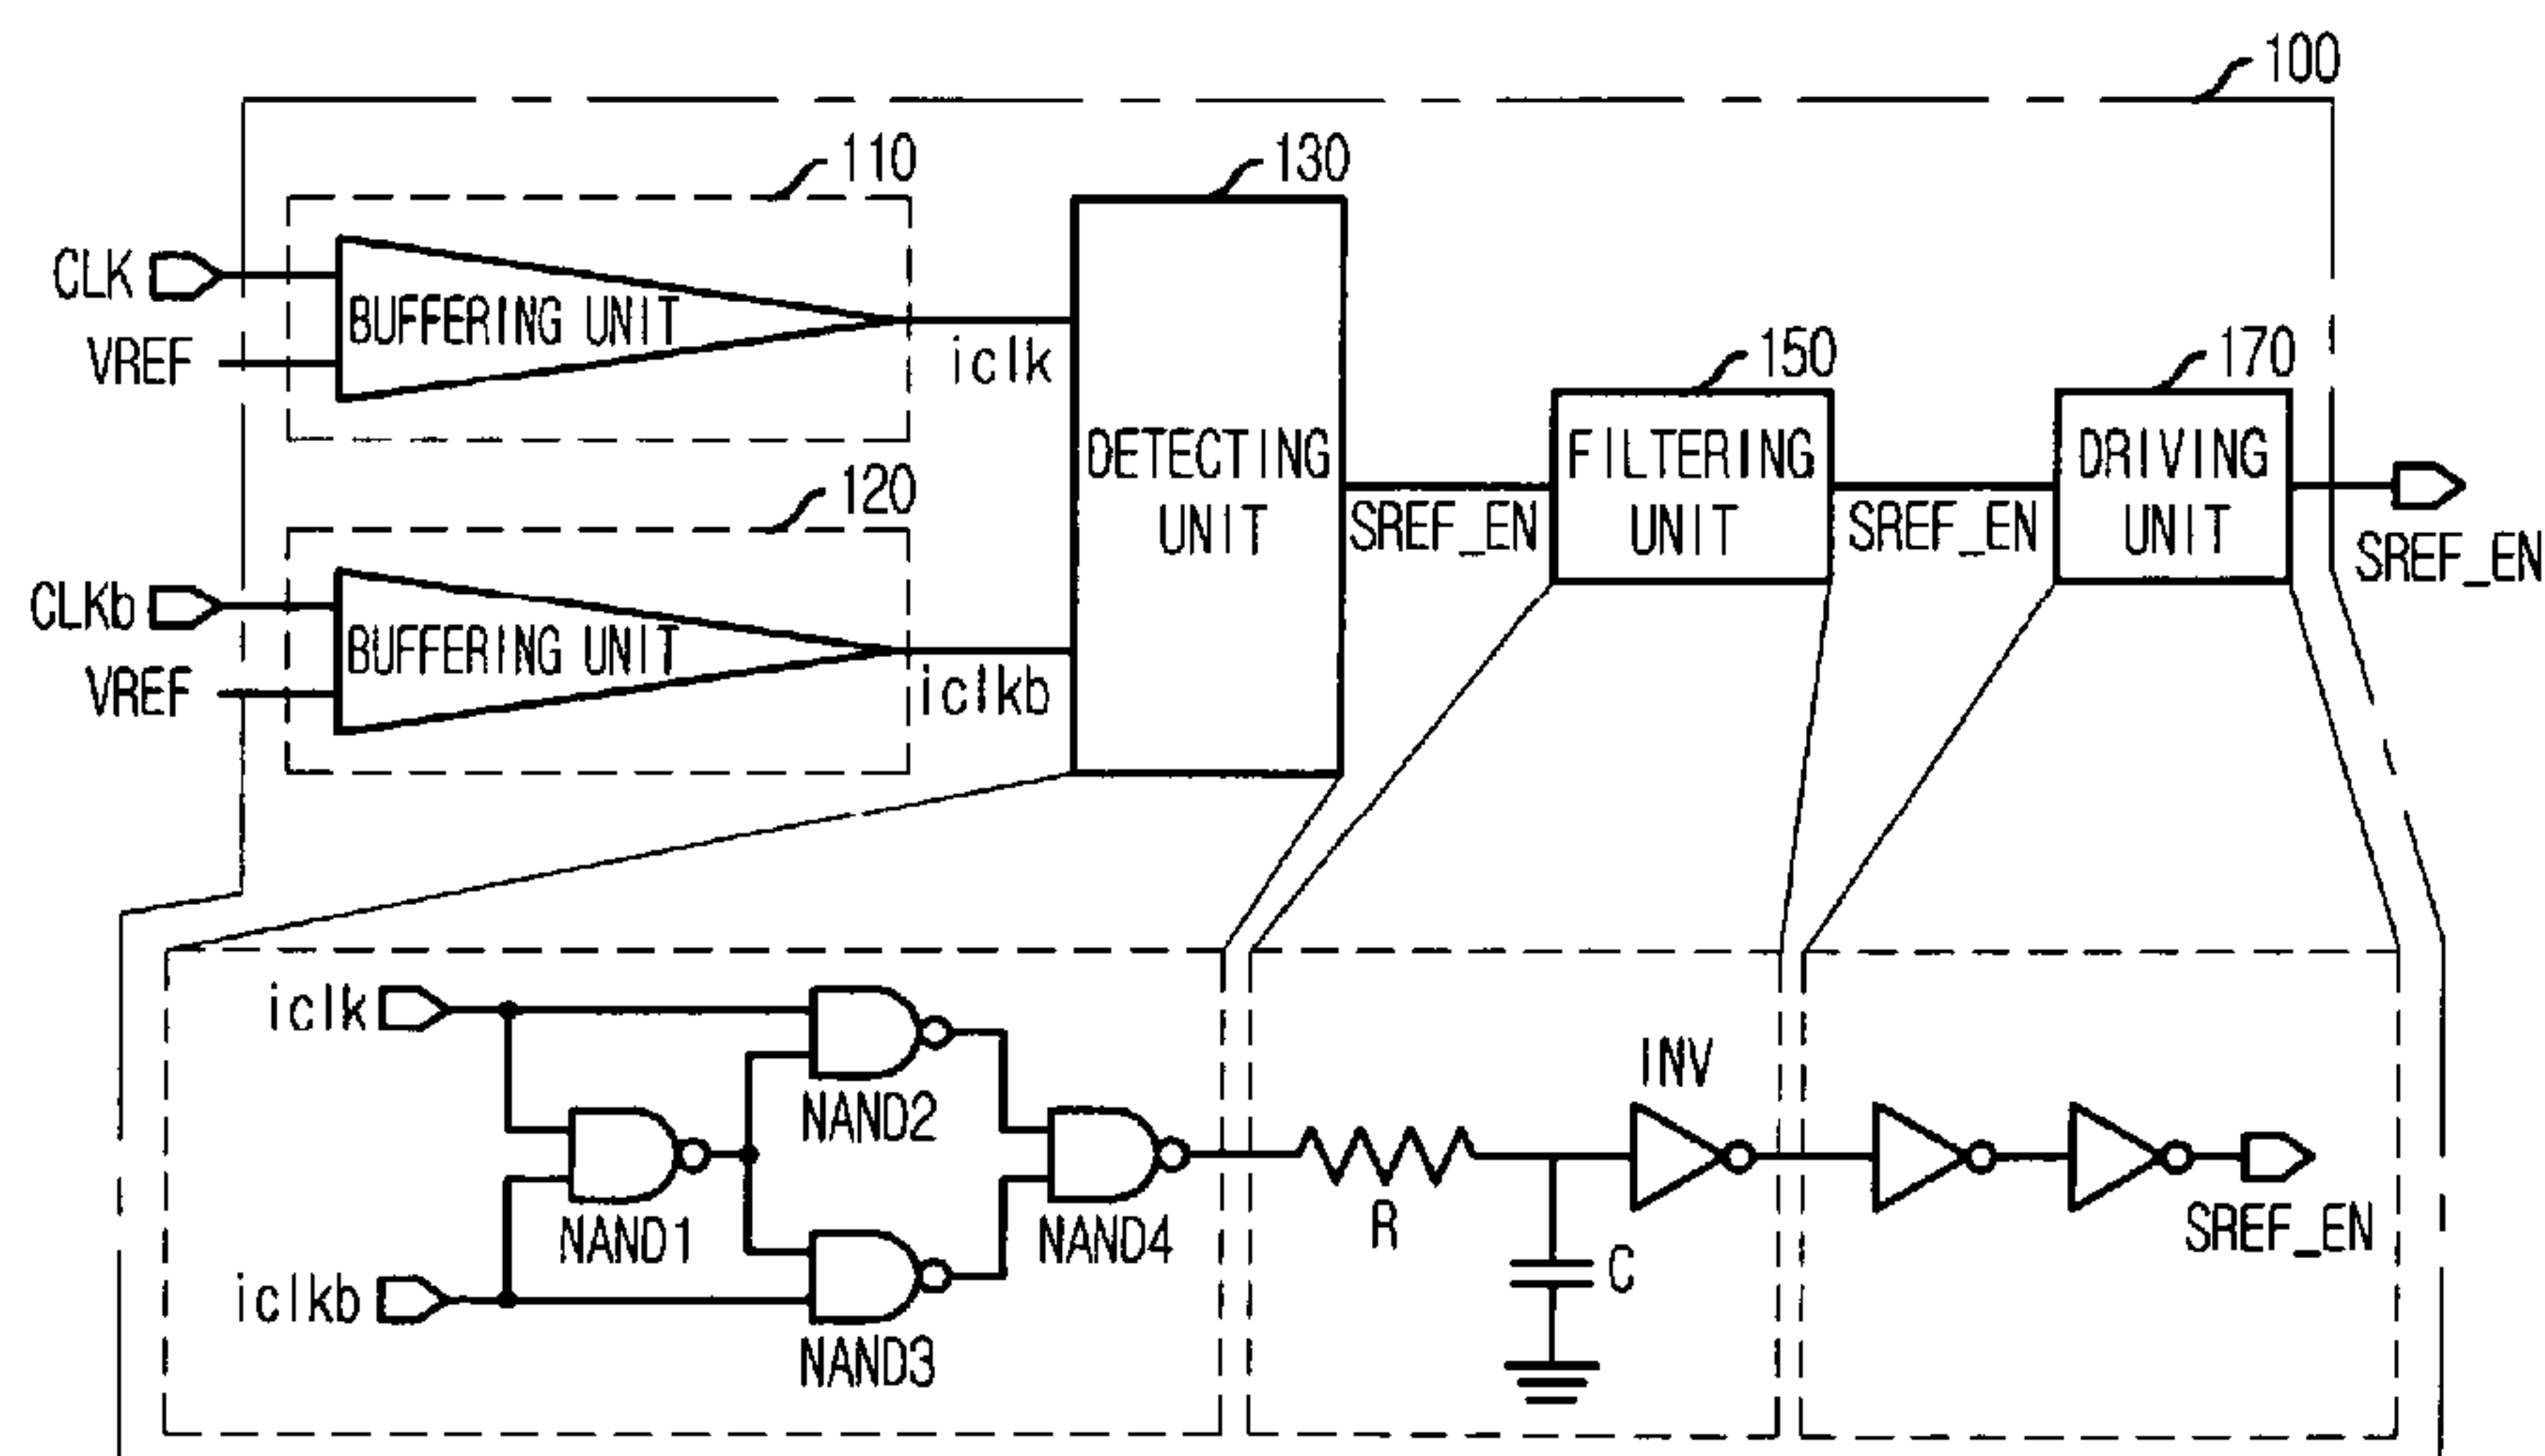 100
110
CLK
VREF
BUFFERING UNIT
iclk
120
CLKb
VREF
BUFFERING UNIT
iclkb
130
DETECTING
UNIT
SREF_EN
150
FILTERING
UNIT
SREF_EN
170
DRIVING
UNIT
SREF_EN
iclk
iclkb
NAND1
NAND2
NAND3
NAND4
R
C
INV
SREF_EN